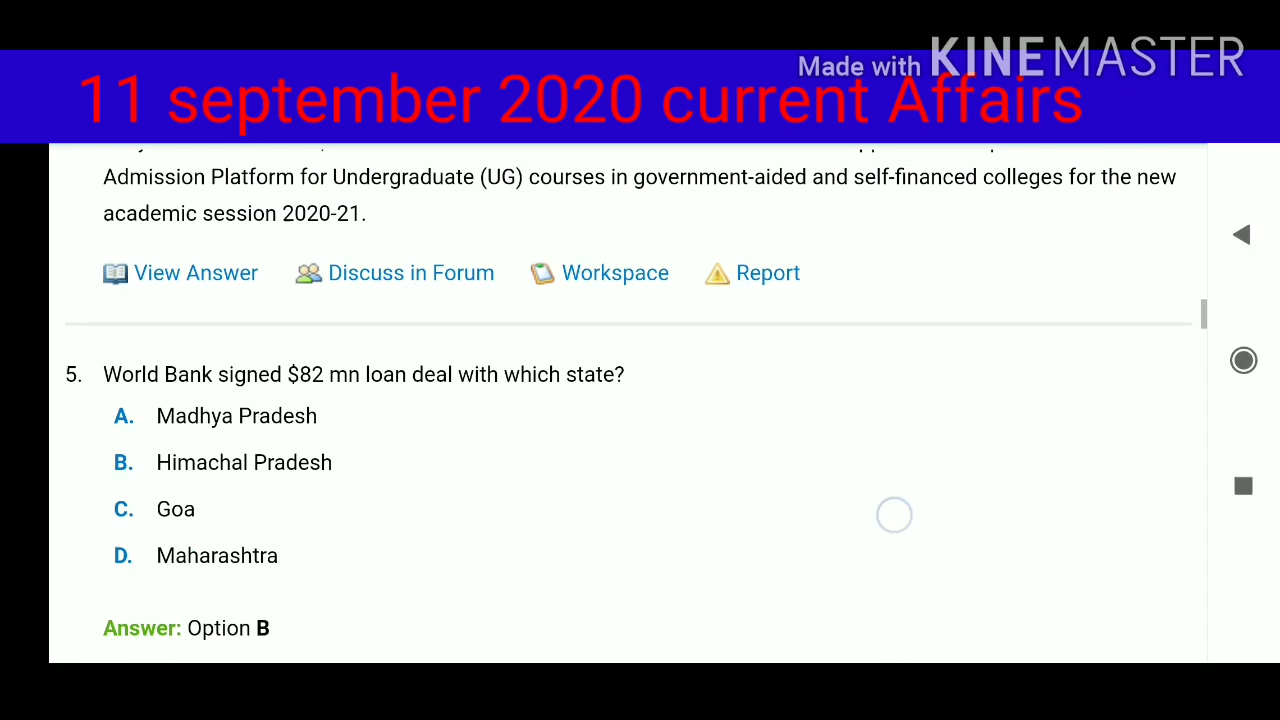 Made with KINEMASTER
11 september 2020 current Affairs
Admission Platform for Undergraduate (UG) courses in government-aided and self-financed colleges for the new
academic session 2020-21.
View Answer Discuss in Forum Workspace Report
5. World Bank signed $82 mn loan deal with which state?
A. Madhya Pradesh
B. Himachal Pradesh
C. Goa
D. Maharashtra
Answer: Option B